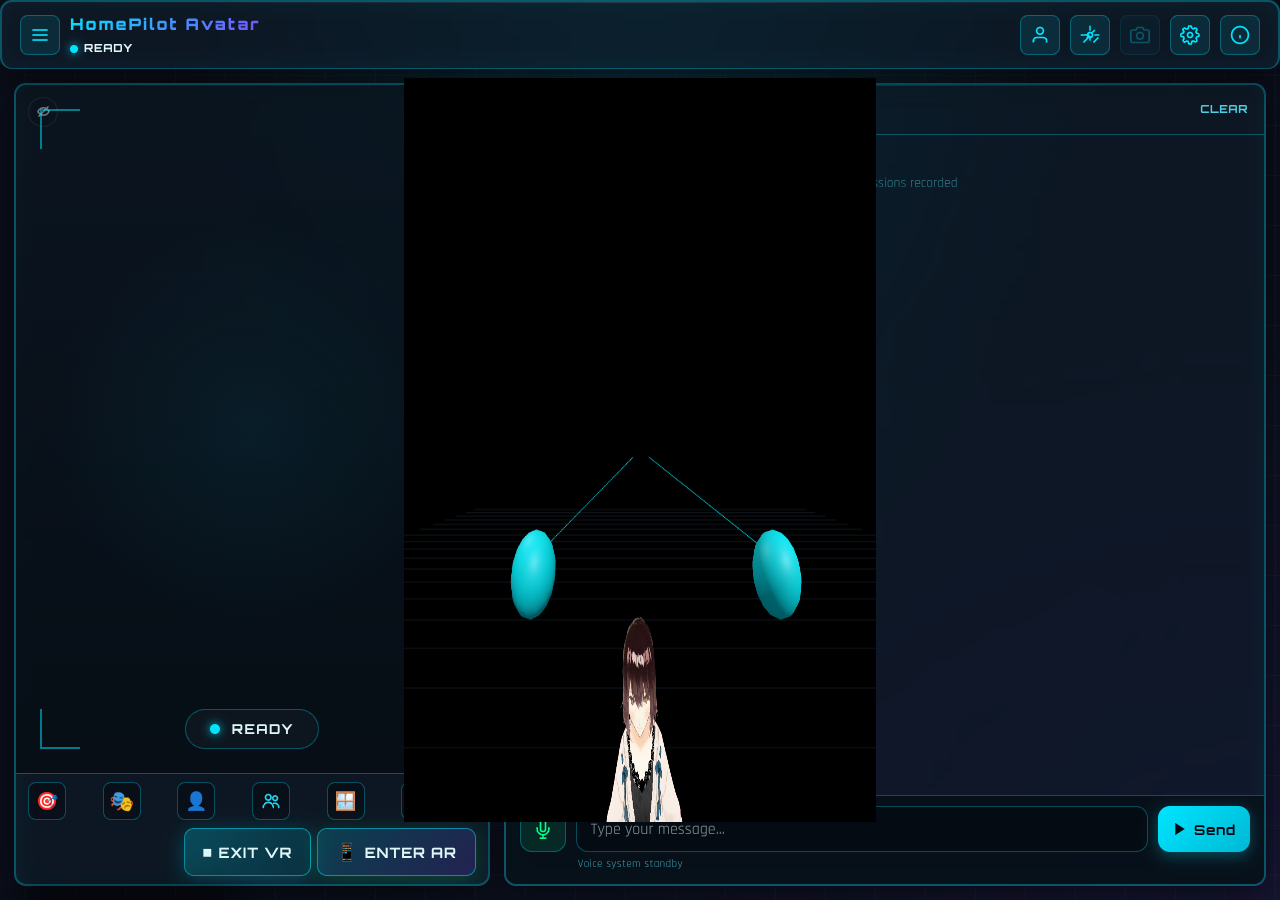 HomePilot Avatar
READY
CLEAR
ssions recorded
READY
EXIT VR
ENTER AR
Type your message...
Send
Voice system standby